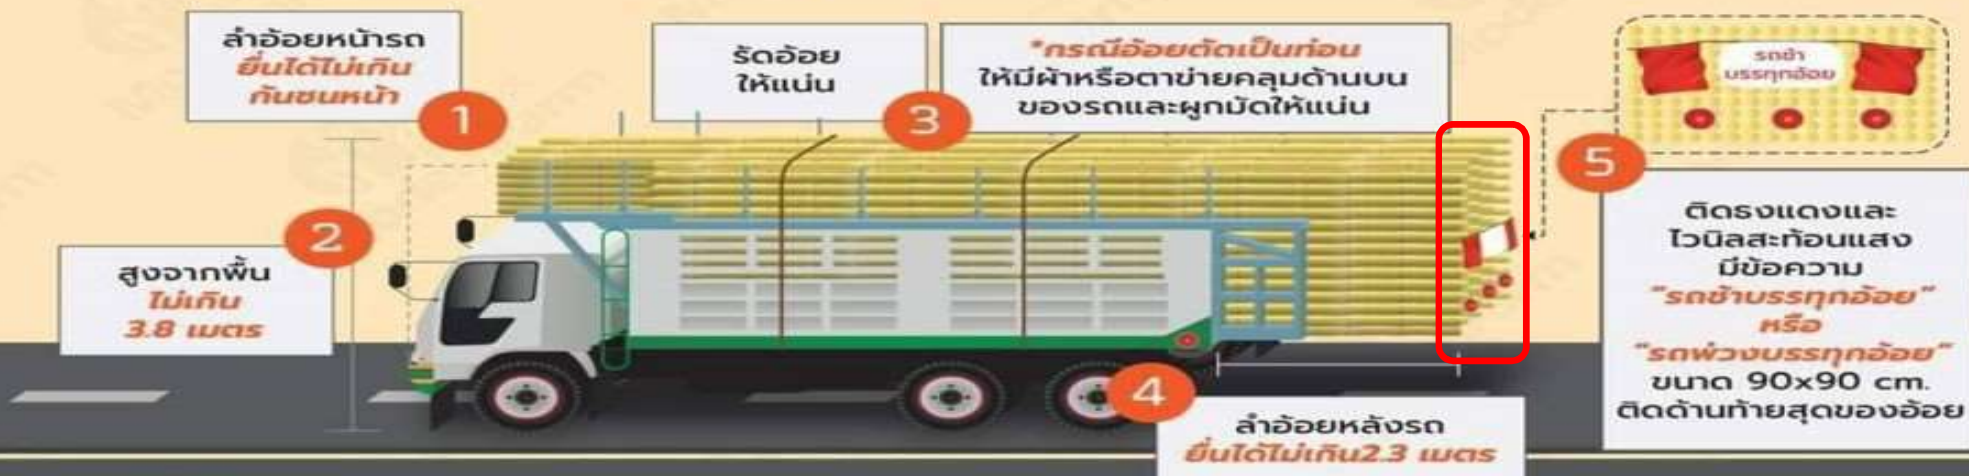 1
ลำอ้อยหน้ารถ
ยื่นได้ไม่เกิน
กันชนหน้า
2
สูงจากพื้น
ไม่เกิน
3.8 เมตร
3
รัดอ้อย
ให้แน่น
*กรณีอ้อยตัดเป็นท่อน
ให้มีผ้าหรือตาข่ายคลุมด้านบน
ของรถและผูกมัดให้แน่น
4
ลำอ้อยหลังรถ
ยื่นได้ไม่เกิน2.3 เมตร
5
รถช้า
บรรทุกอ้อย
ติดธงแดงและ
ไวนิลสะท้อนแสง
มีข้อความ
"รถช้าบรรทุกอ้อย"
หรือ
"รถพ่วงบรรทุกอ้อย"
ขนาด 90x90 cm.
ติดด้านท้ายสุดของอ้อย